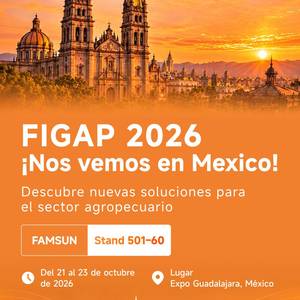 FIGAP 2026
¡Nos vemos en Mexico!
Descubre nuevas soluciones para
el sector agropecuario
FAMSUN
Stand 501-60
Del 21 al 23 de octubre
de 2026
Lugar
Expo Guadalajara, México